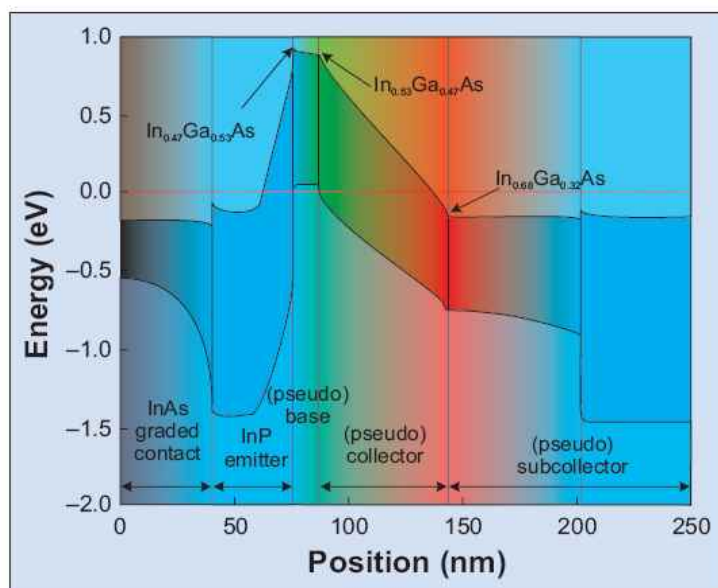 1.0
0.5
0.0
–0.5
–1.0
–1.5
–2.0
Energy (eV)
In0.47Ga0.53As
In0.53Ga0.47As
In0.68Ga0.32As
InAs
graded
contact
InP
emitter
(pseudo)
base
(pseudo)
collector
(pseudo)
subcollector
0 50 100 150 200 250
Position (nm)